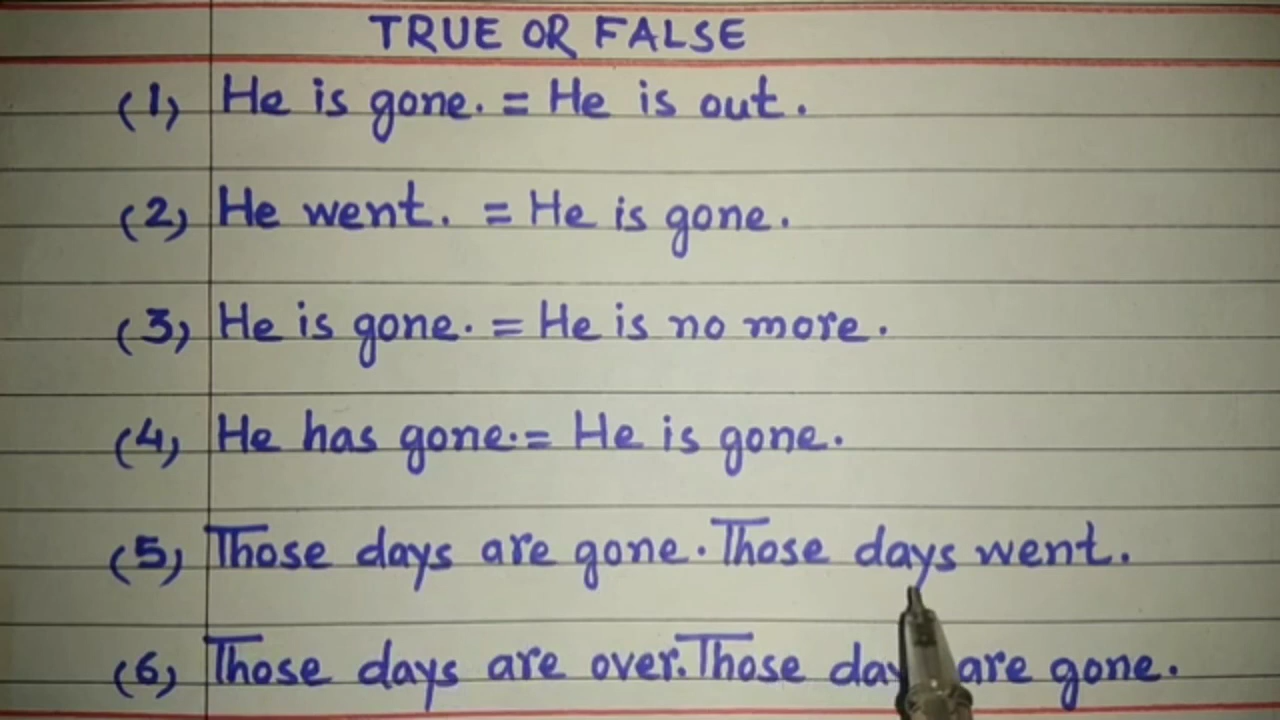 TRUE OR FALSE
(1) He is gone. = He is out.
(2) He went. = He is gone.
(3) He is gone. = He is no more.
(4) He has gone. = He is gone.
(5) Those days are gone. Those days went.
(6) Those days are over. Those are gone.